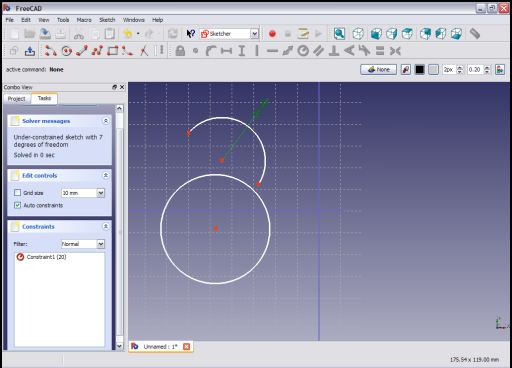 FreeCAD
File Edit View Tools Macro Sketch Windows Help
Sketcher
active command: None
None
2px
0.20
Combo View
Project Tasks
Solver messages
Under-constrained sketch with 7
degrees of freedom
Solved in 0 sec
Edit controls
Grid size 10 mm
Auto constraints
Constraints
Filter: Normal
Constraint1 (20)
Unnamed : 1*
175.54 x 119.00 mm